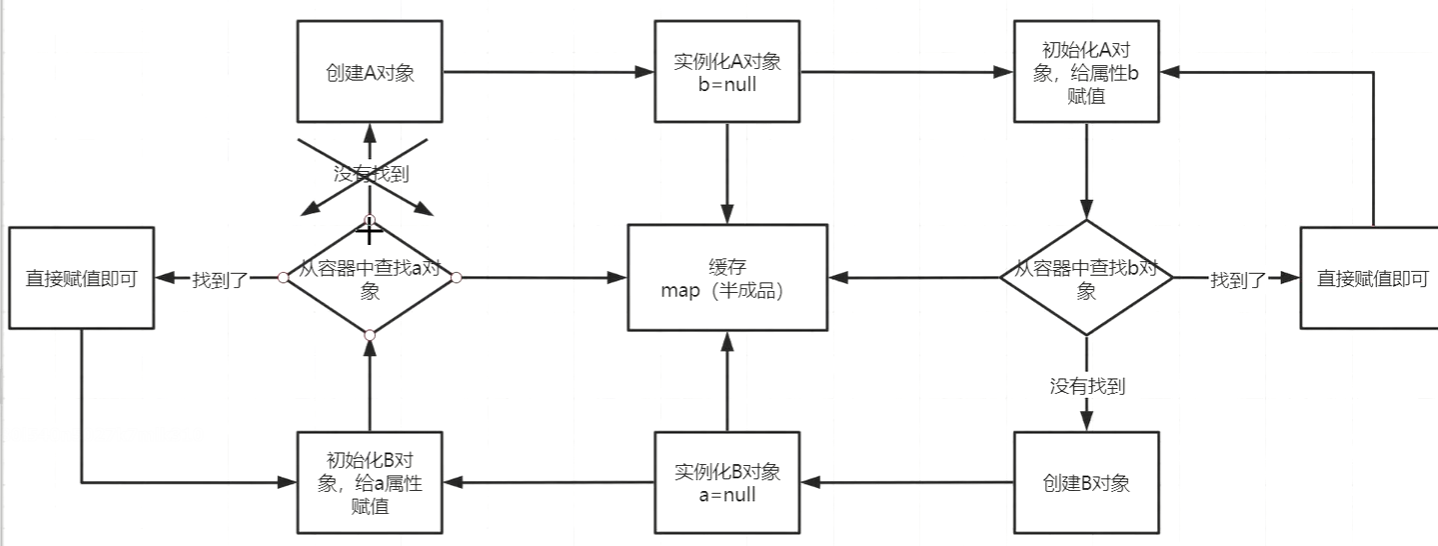 创建A对象
实例化A对象
b=null
初始化A对
象，给属性b
赋值
没有找到
直接赋值即可
找到了
从容器中查找a对
象
缓存
map（半成品）
从容器中查找b对
象
找到了
直接赋值即可
没有找到
初始化B对
象，给a属性
赋值
实例化B对象
a=null
创建B对象